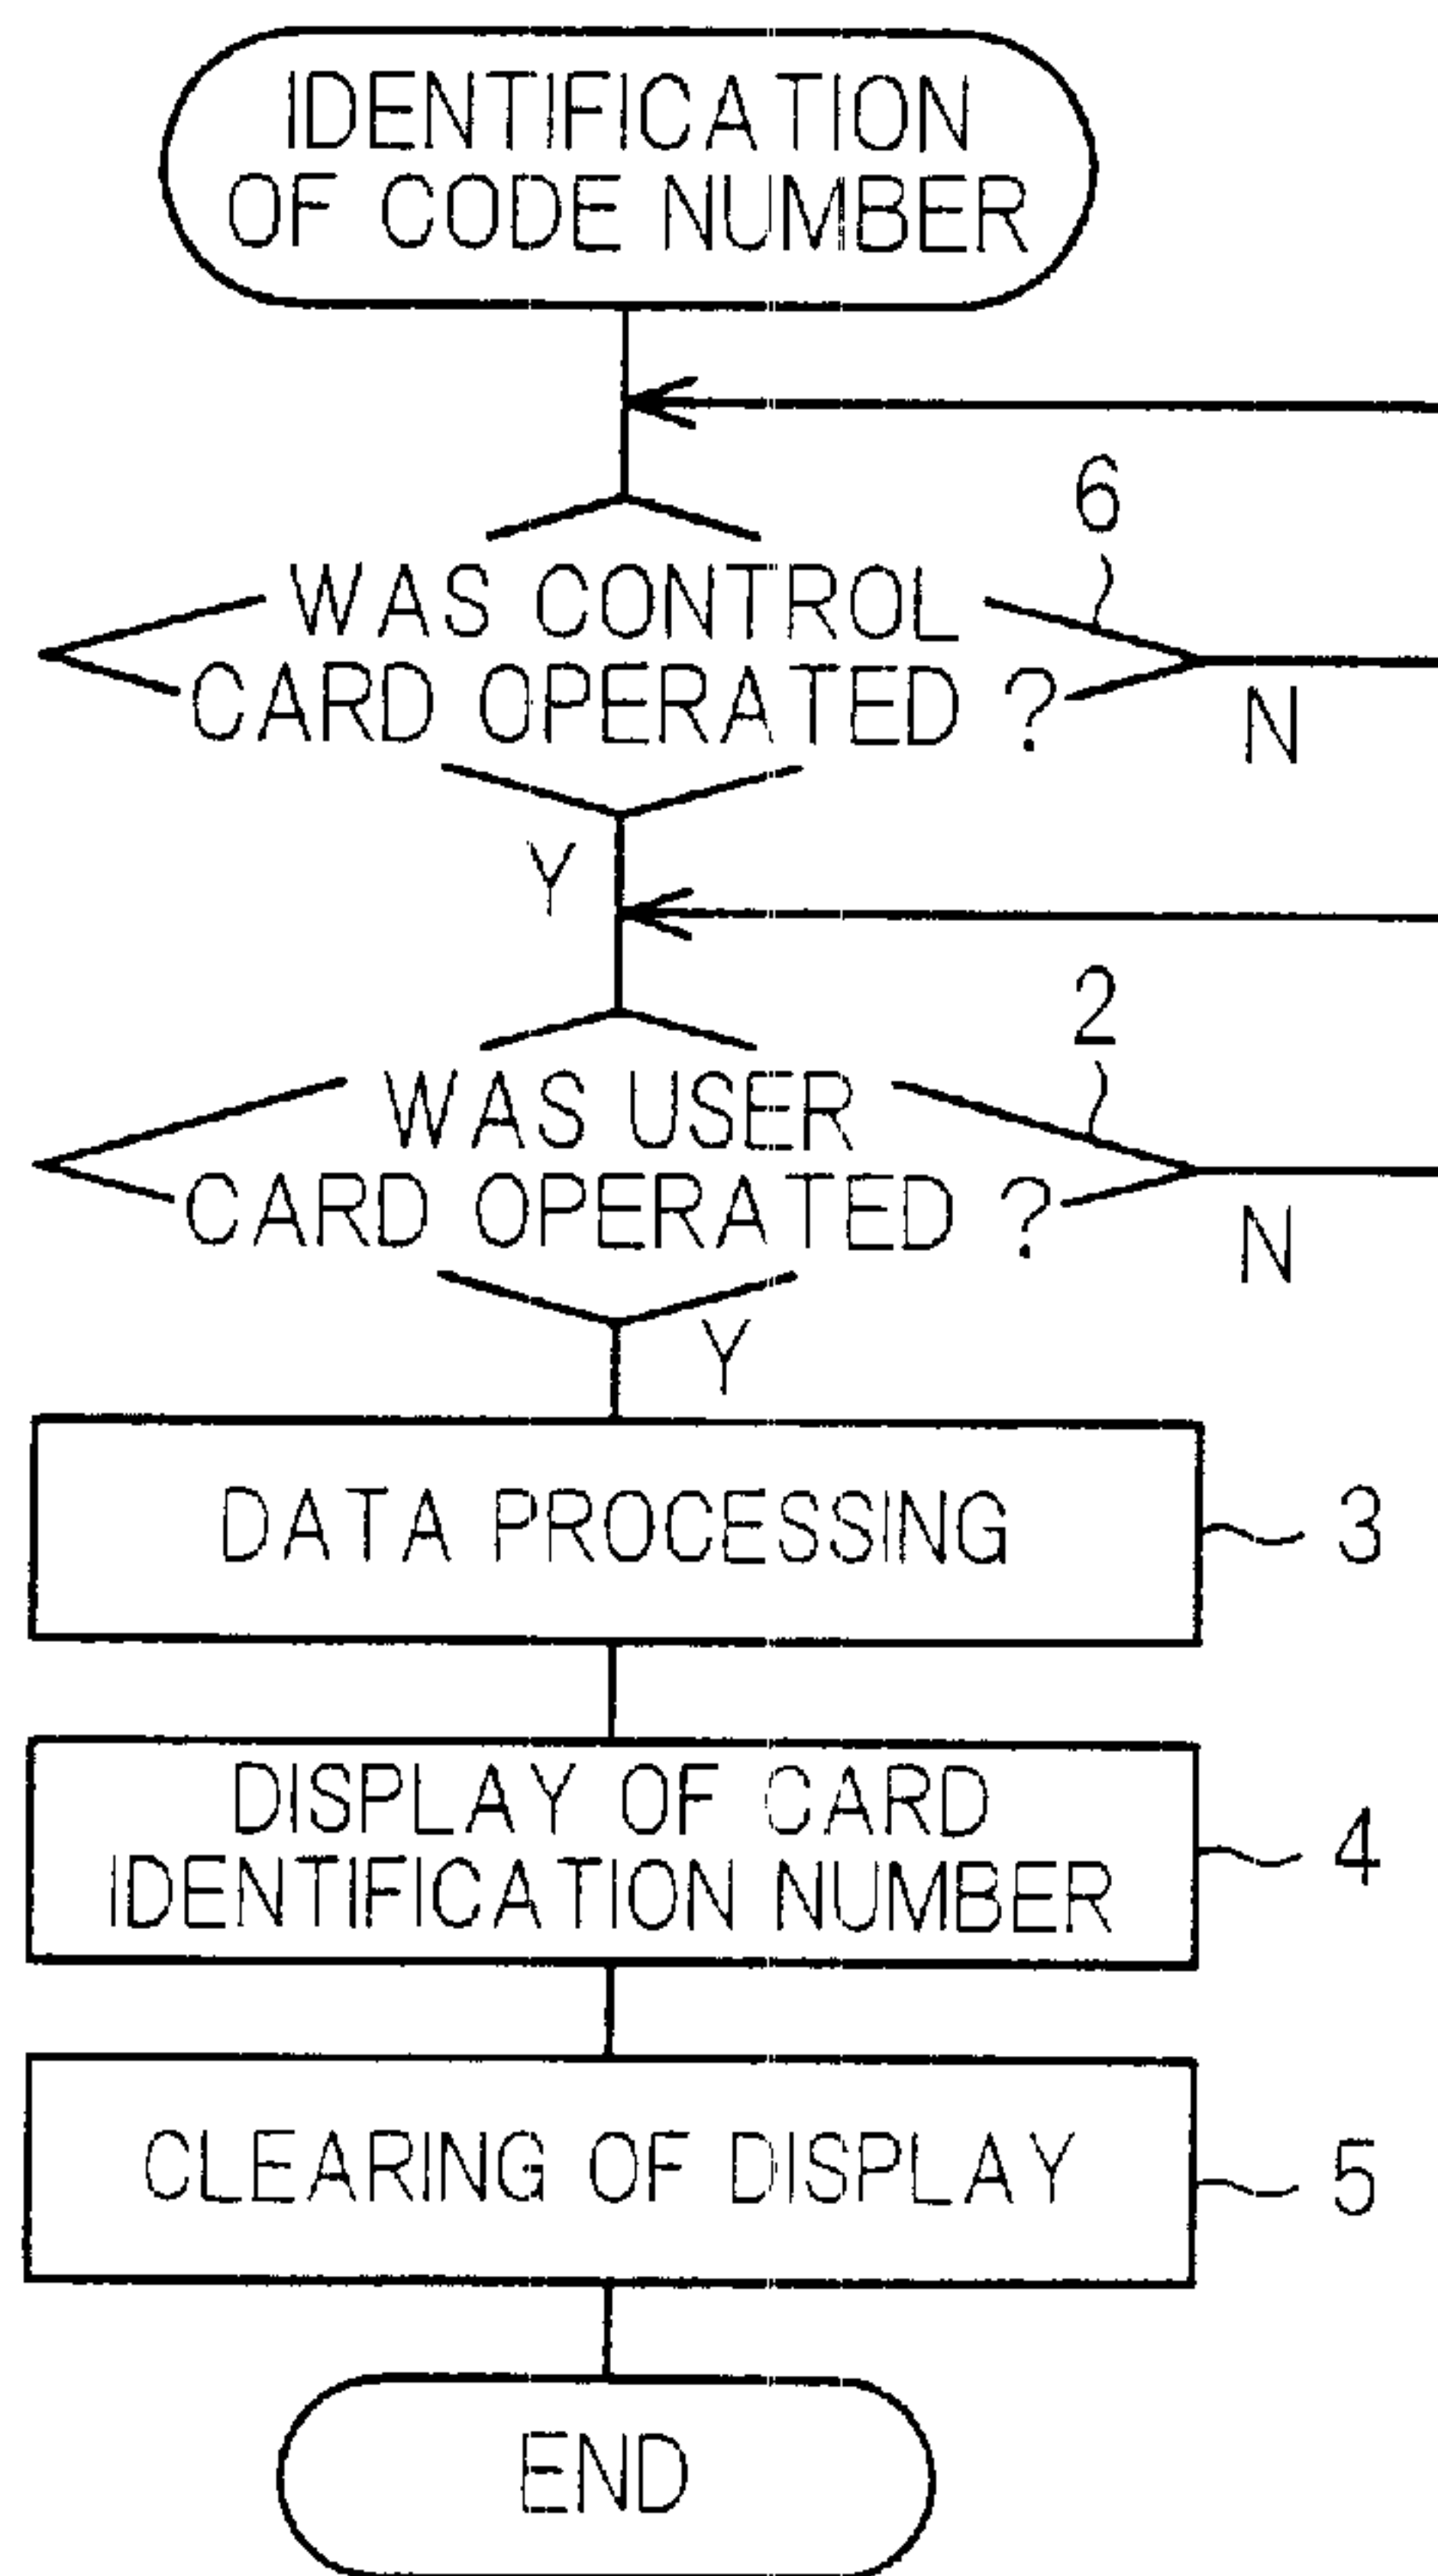 IDENTIFICATION
OF CODE NUMBER
6
WAS CONTROL
CARD OPERATED ?
N
Y
2
WAS USER
CARD OPERATED ?
N
Y
DATA PROCESSING
3
DISPLAY OF CARD
IDENTIFICATION NUMBER
4
CLEARING OF DISPLAY
5
END